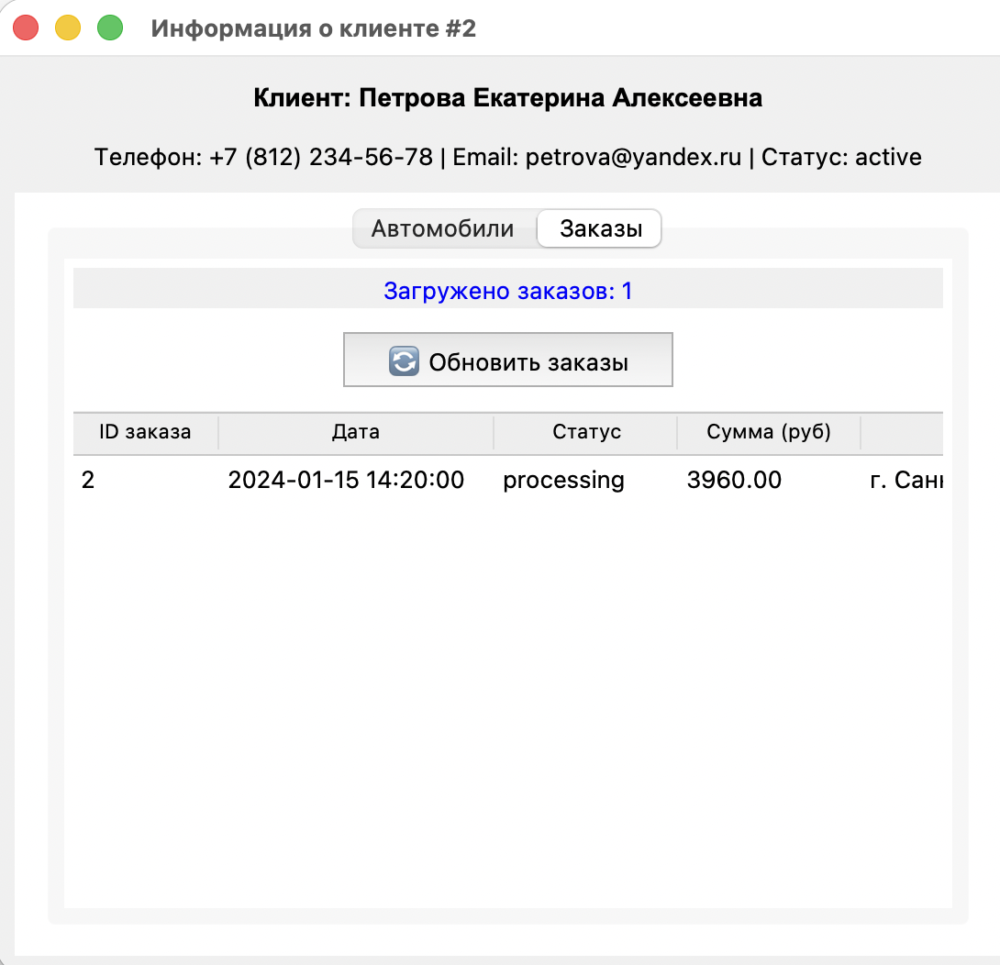 Информация о клиенте #2
Клиент: Петрова Екатерина Алексеевна
Телефон: +7 (812) 234-56-78 | Email: petrova@yandex.ru | Статус: active
Автомобили Заказы
Загружено заказов: 1
Обновить заказы
ID заказа Дата Статус Сумма (руб)
2 2024-01-15 14:20:00 processing 3960.00 г.